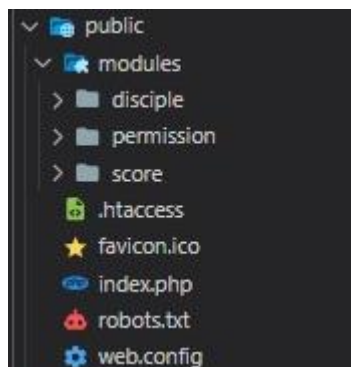 public
modules
disciple
permission
score
.htaccess
favicon.ico
index.php
robots.txt
web.config